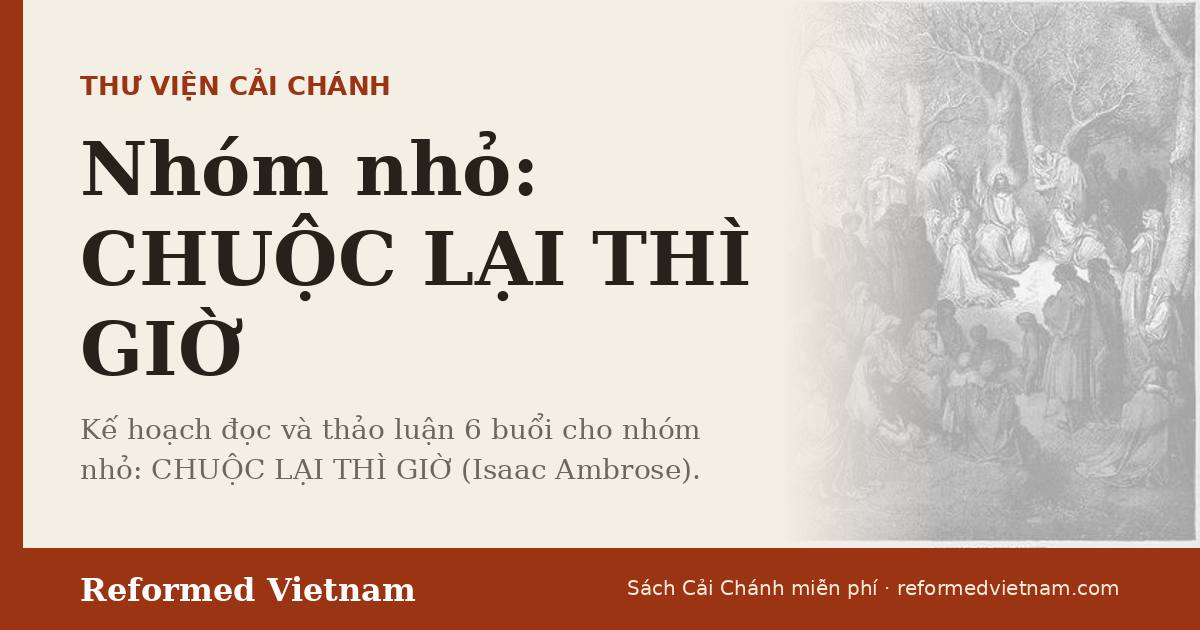 THƯ VIỆN CẢI CHÁNH
Nhóm nhỏ:
CHUỘC LẠI THÌ
GIỜ
Kế hoạch đọc và thảo luận 6 buổi cho nhóm
nhỏ: CHUỘC LẠI THÌ GIỜ (Isaac Ambrose).
Reformed Vietnam
Sách Cải Chánh miễn phí · reformedvietnam.com